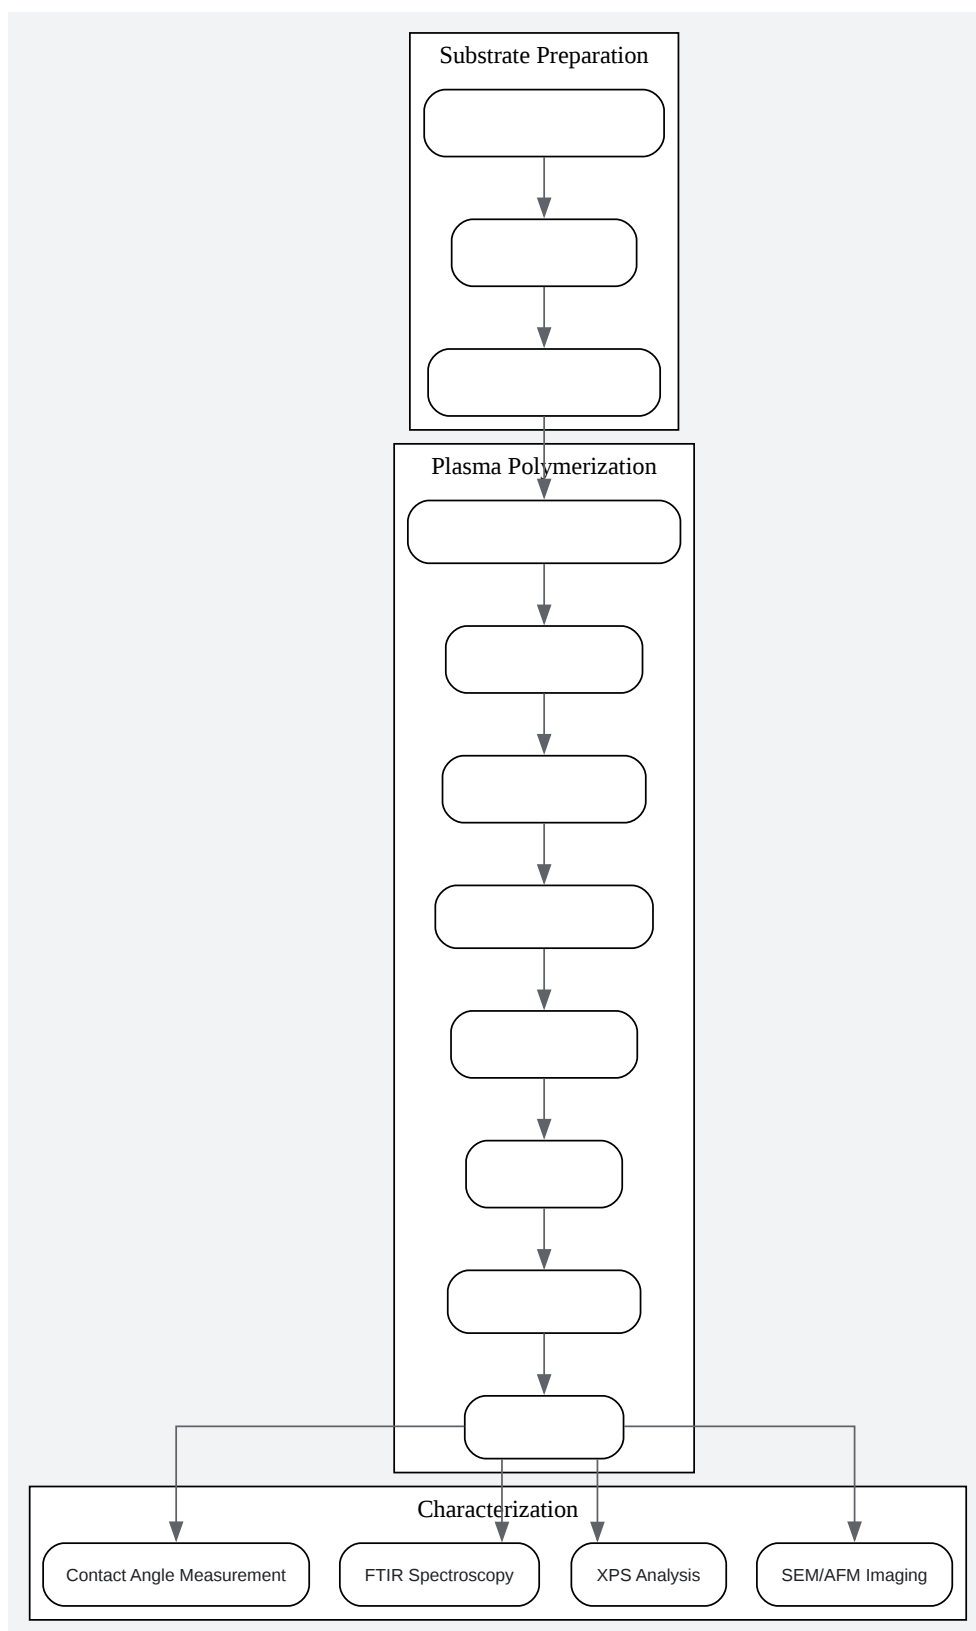 Substrate Preparation
Plasma Polymerization
Characterization
Contact Angle Measurement
FTIR Spectroscopy
XPS Analysis
SEM/AFM Imaging